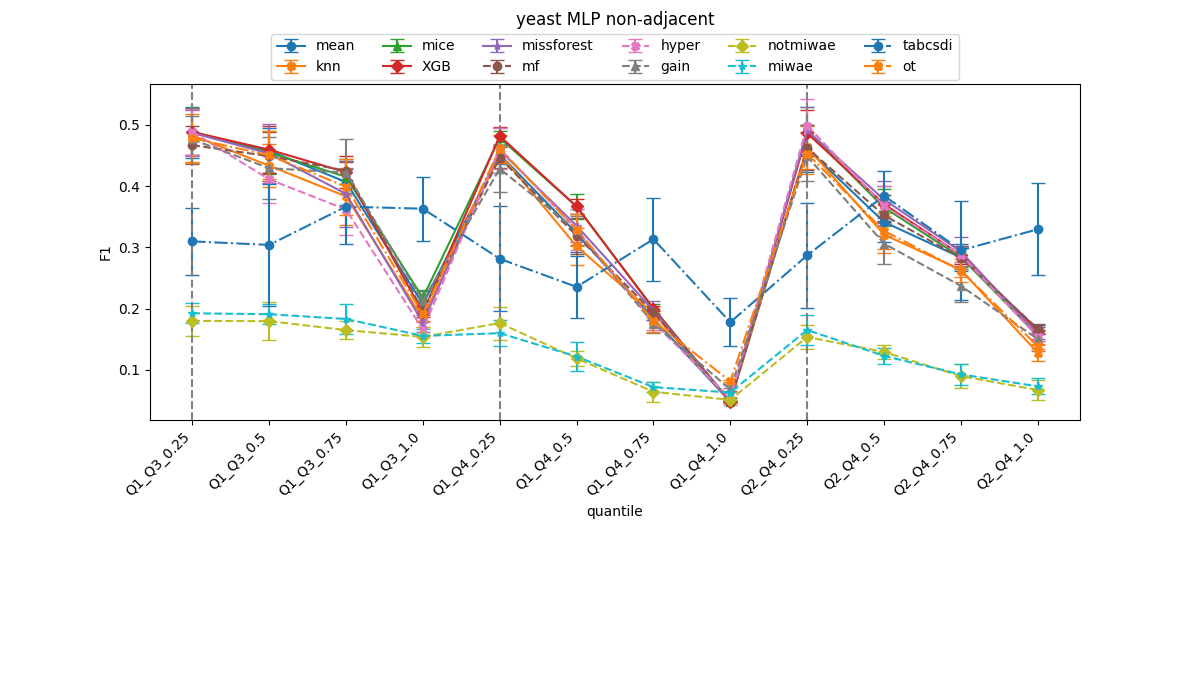 yeast MLP non-adjacent
mean mice missforest hyper notmiwae tabcsdi
knn XGB mf gain miwae ot
F1
0.5
0.4
0.3
0.2
0.1
Q1_Q3_0.25 Q1_Q3_0.5 Q1_Q3_0.75 Q1_Q3_1.0 Q1_Q4_0.25 Q1_Q4_0.5 Q1_Q4_0.75 Q1_Q4_1.0 Q2_Q4_0.25 Q2_Q4_0.5 Q2_Q4_0.75 Q2_Q4_1.0
quantile